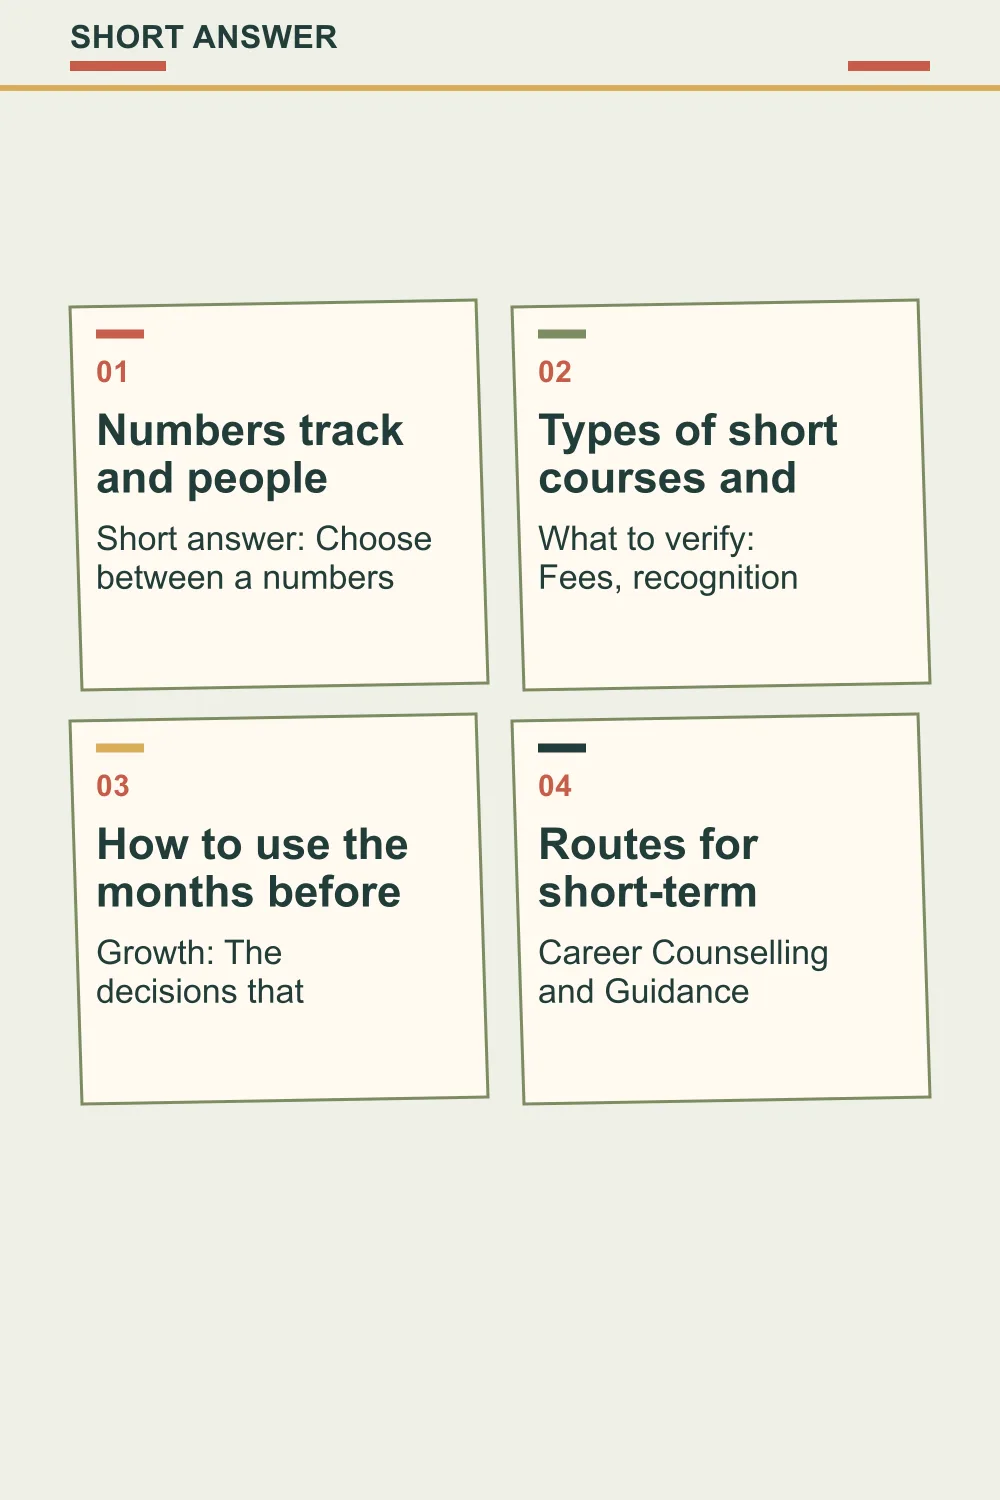 SHORT ANSWER
01
Numbers track
and people
Short answer: Choose
between a numbers
02
Types of short
courses and
What to verify:
Fees, recognition
03
How to use the
months before
Growth: The
decisions that
04
Routes for
short-term
Career Counselling
and Guidance